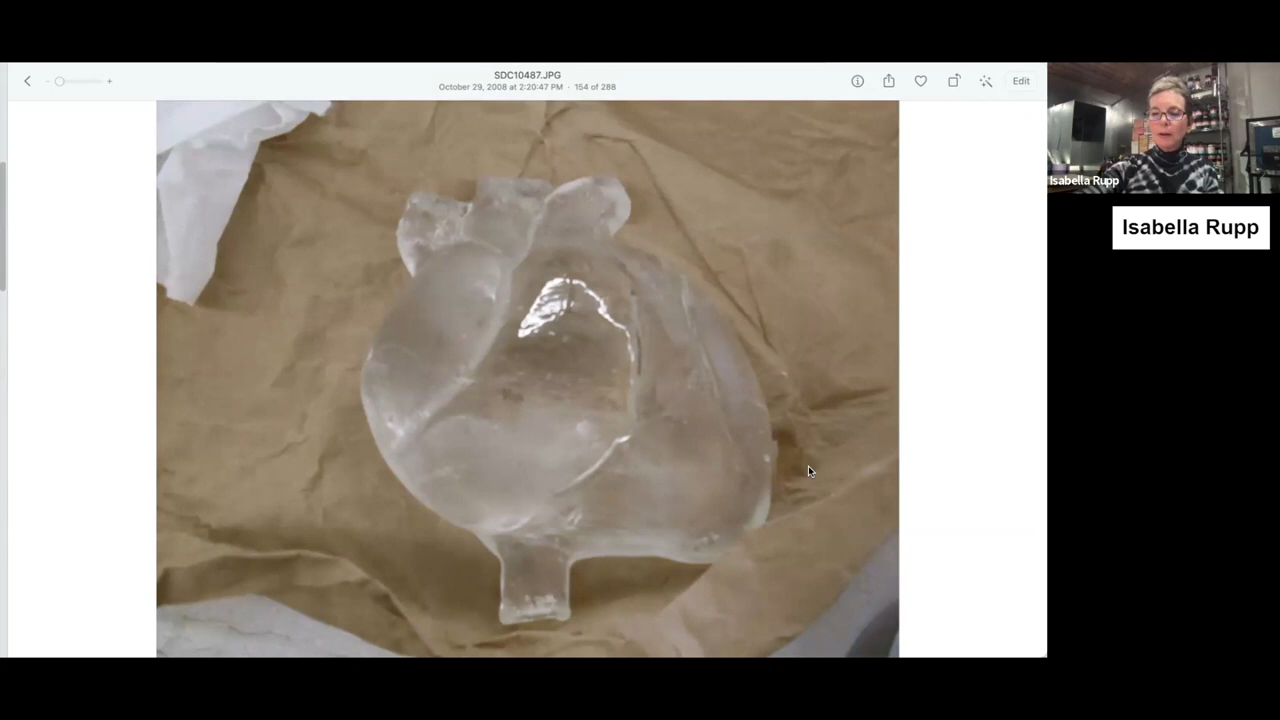 SDC10487.JPG
October 29, 2008 at 2:20:47 PM · 154 of 288
Edit
Isabella Rupp
Isabella Rupp